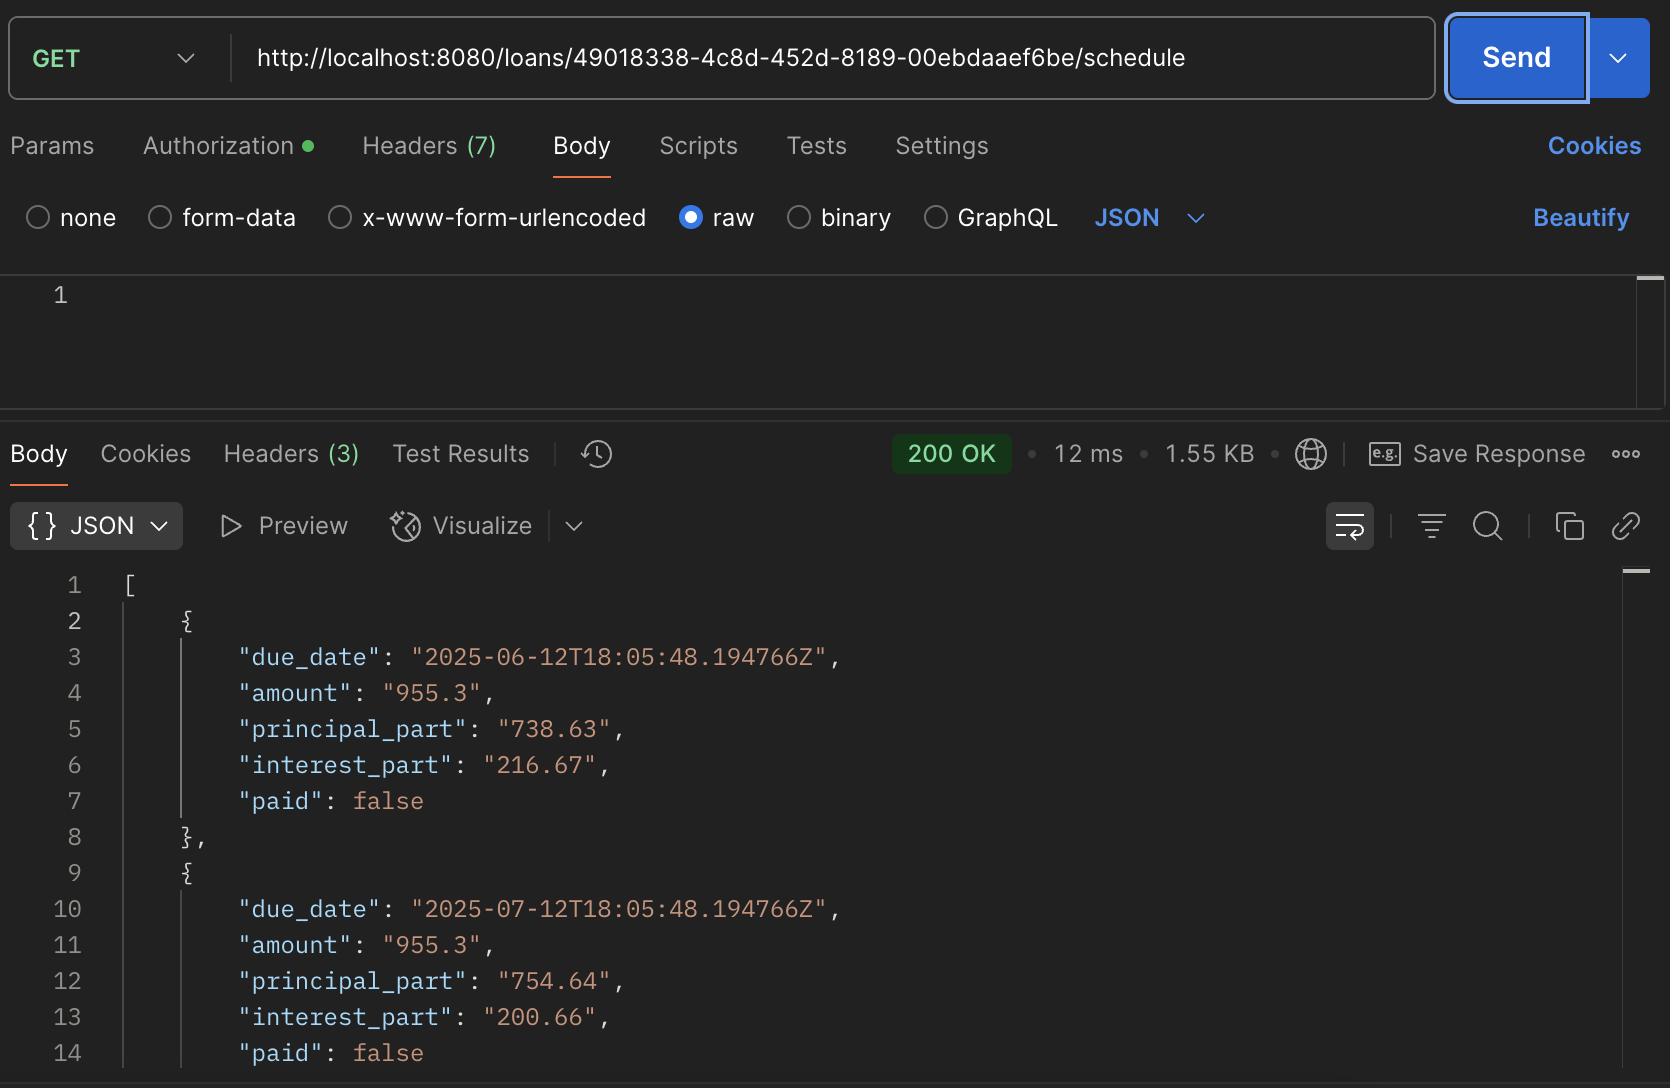 GET http://localhost:8080/loans/49018338-4c8d-452d-8189-00ebdaaef6be/schedule Send
Params Authorization Headers (7) Body Scripts Tests Settings Cookies
none form-data x-www-form-urlencoded raw binary GraphQL JSON Beautify
1
Body Cookies Headers (3) Test Results 200 OK • 12 ms • 1.55 KB • e.g. Save Response
{} JSON Preview Visualize
1 [
2 {
3 "due_date": "2025-06-12T18:05:48.194766Z",
4 "amount": "955.3",
5 "principal_part": "738.63",
6 "interest_part": "216.67",
7 "paid": false
8 },
9 {
10 "due_date": "2025-07-12T18:05:48.194766Z",
11 "amount": "955.3",
12 "principal_part": "754.64",
13 "interest_part": "200.66",
14 "paid": false